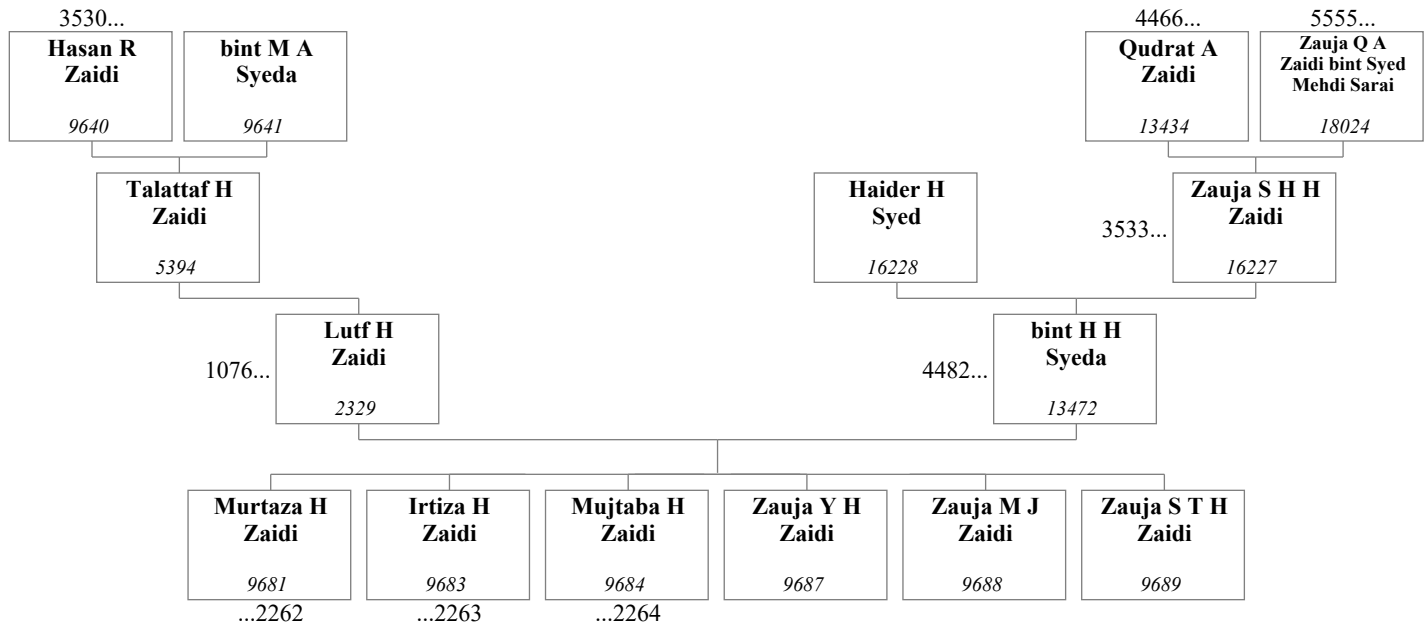 3530...
4466...
5555...
Hasan R
Zaidi
9640
bint M A
Syeda
9641
Qudrat A
Zaidi
13434
Zauja Q A
Zaidi bint Syed
Mehdi Sarai
18024
Talattaf H
Zaidi
5394
Haider H
Syed
16228
3533...
Zauja S H H
Zaidi
16227
1076...
Lutf H
Zaidi
2329
4482...
bint H H
Syeda
13472
Murtaza H
Zaidi
9681
...2262
Irtiza H
Zaidi
9683
...2263
Mujtaba H
Zaidi
9684
...2264
Zauja Y H
Zaidi
9687
Zauja M J
Zaidi
9688
Zauja S T H
Zaidi
9689